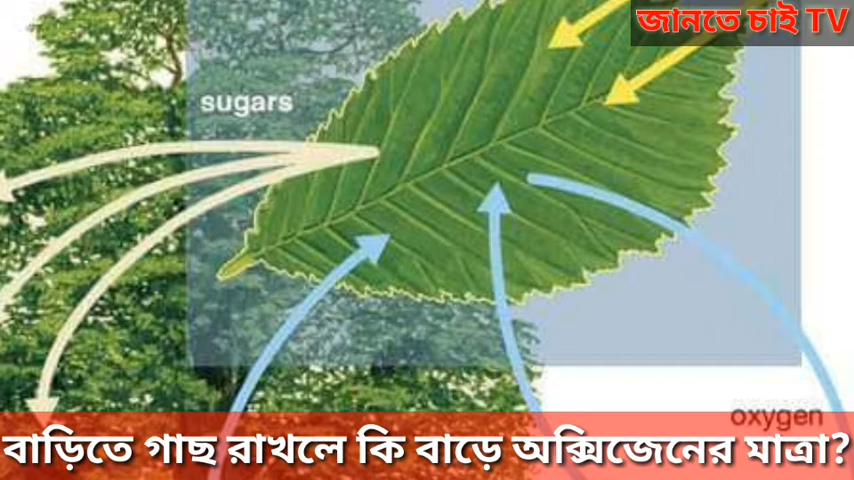 জানতে চাই TV
sugars
oxygen
বাড়িতে গাছ রাখলে কি বাড়ে অক্সিজেনের মাত্রা?